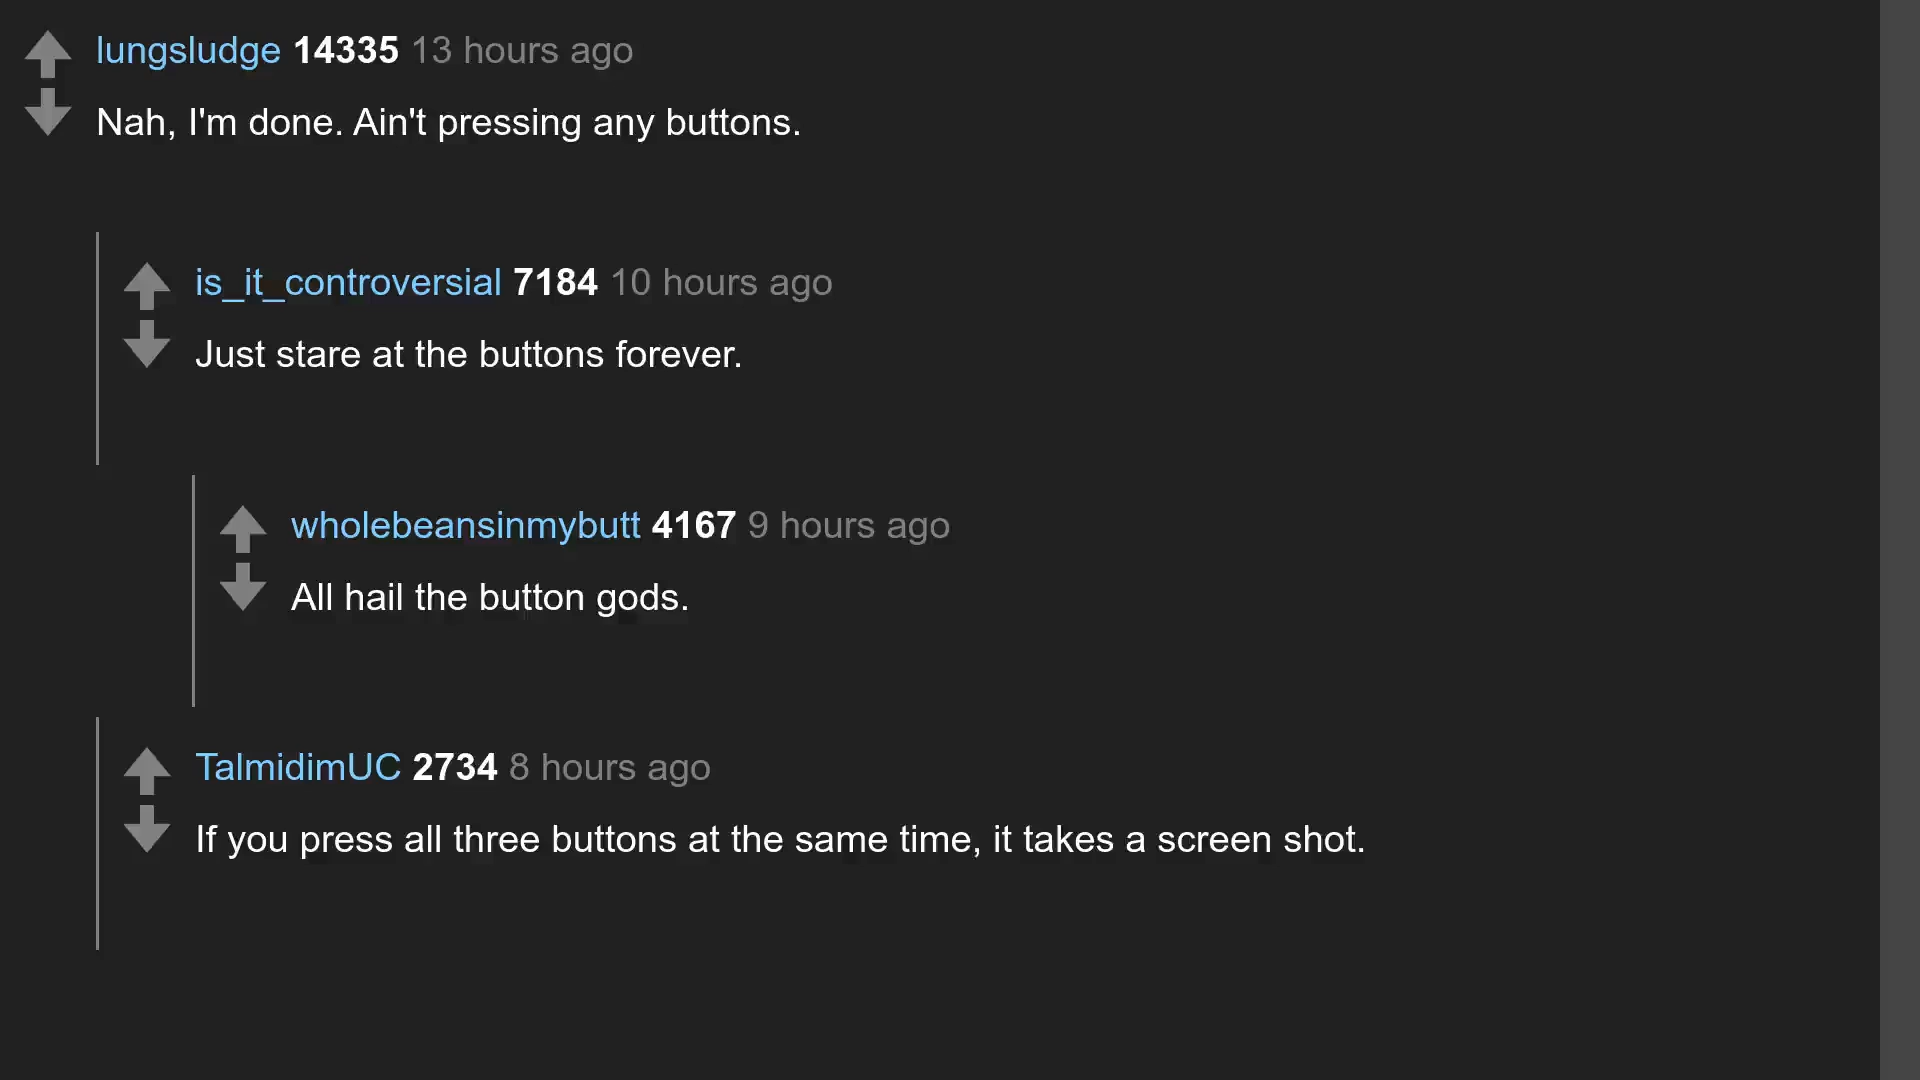 lungsludge 14335 13 hours ago
Nah, I'm done. Ain't pressing any buttons.
is_it_controversial 7184 10 hours ago
Just stare at the buttons forever.
wholebeansinmybutt 4167 9 hours ago
All hail the button gods.
TalmidimUC 2734 8 hours ago
If you press all three buttons at the same time, it takes a screen shot.